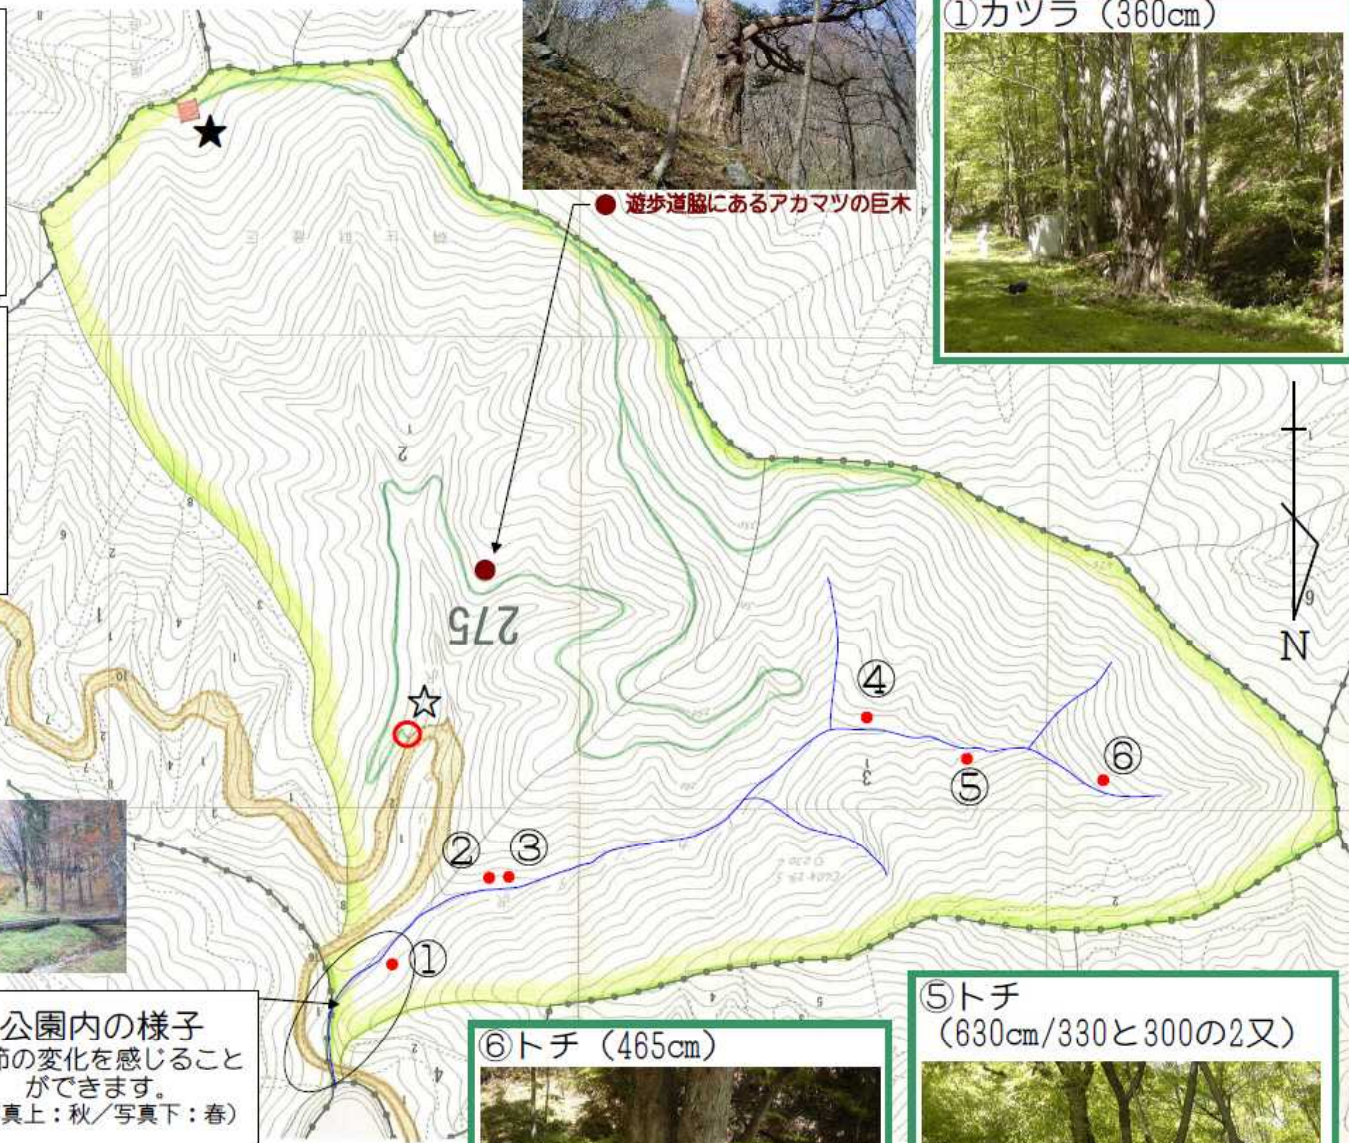 ①カツラ（360cm）
● 遊歩道脇にあるアカマツの巨木
★
275
☆
N
④
⑤
⑥
②
③
①
公園内の様子
節の変化を感じること
ができます。
真上：秋／写真下：春）
⑥トチ（465cm）
⑤トチ
（630cm/330と300の2又）